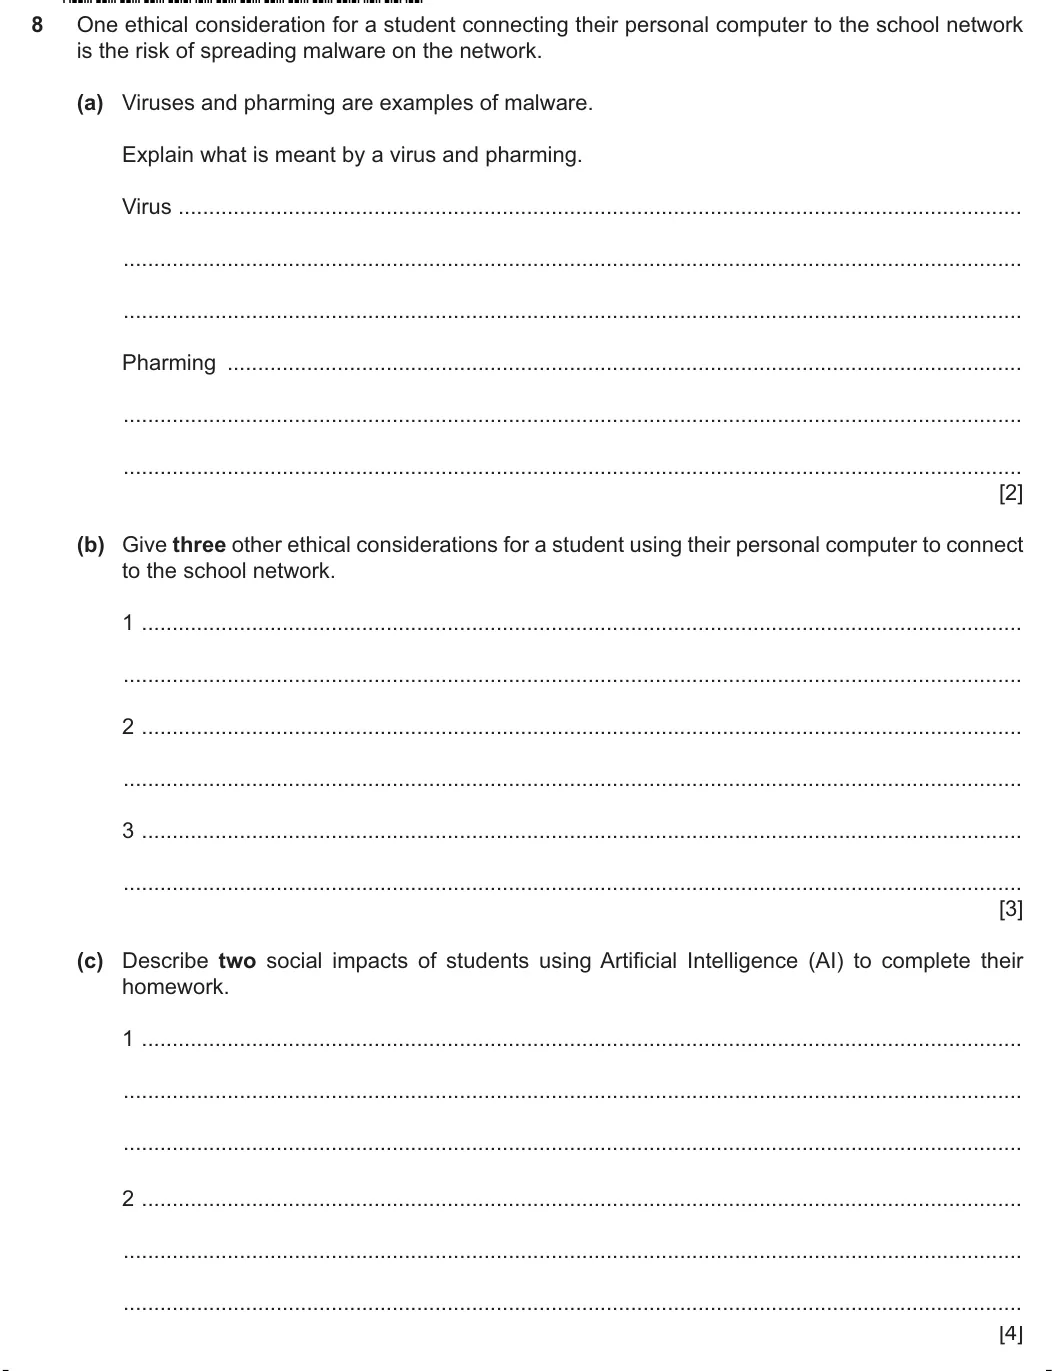 8 One ethical consideration for a student connecting their personal computer to the school network
is the risk of spreading malware on the network.
(a) Viruses and pharming are examples of malware.
Explain what is meant by a virus and pharming.
Virus ....................................................................................................................................
....................................................................................................................................
....................................................................................................................................
Pharming ....................................................................................................................................
....................................................................................................................................
....................................................................................................................................
[2]
(b) Give three other ethical considerations for a student using their personal computer to connect
to the school network.
1 ....................................................................................................................................
....................................................................................................................................
2 ....................................................................................................................................
....................................................................................................................................
3 ....................................................................................................................................
....................................................................................................................................
[3]
(c) Describe two social impacts of students using Artificial Intelligence (AI) to complete their
homework.
1 ....................................................................................................................................
....................................................................................................................................
....................................................................................................................................
2 ....................................................................................................................................
....................................................................................................................................
....................................................................................................................................
[4]